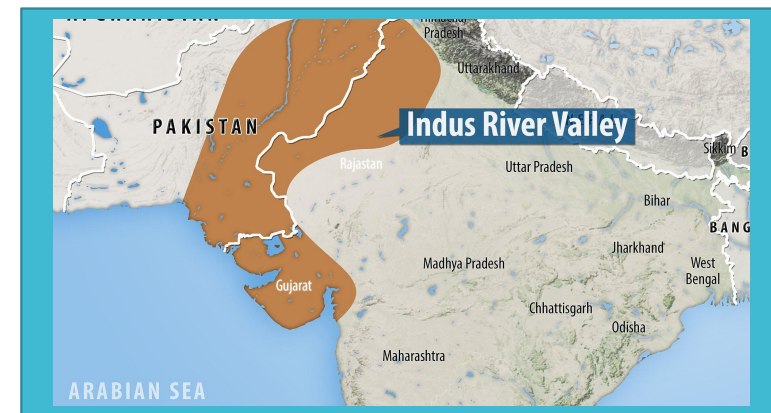 Pradesh
Uttarakhand
PAKISTAN
Indus River Valley
Sikkim
B
Rajastan
Uttar Pradesh
Bihar
BANG
Jharkhand
Madhya Pradesh
West
Bengal
Gujarat
Chhattisgarh
Odisha
Maharashtra
ARABIAN SEA